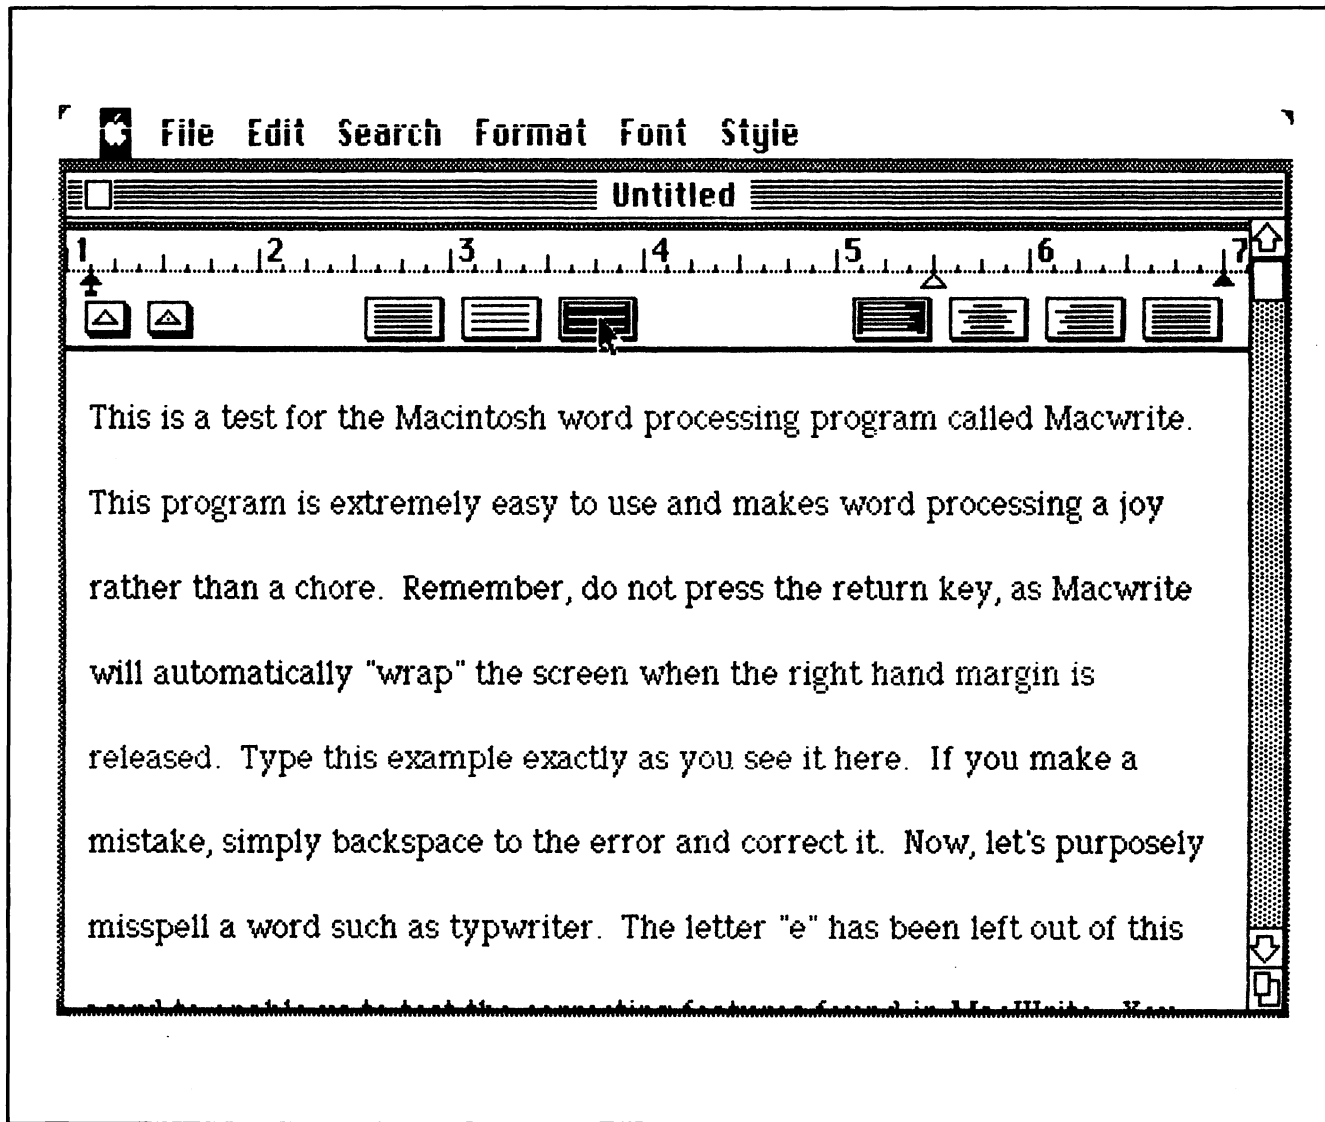 File Edit Search Format Font Style
Untitled
1 2 3 4 5 6 7
This is a test for the Macintosh word processing program called Macwrite.
This program is extremely easy to use and makes word processing a joy
rather than a chore. Remember, do not press the return key, as Macwrite
will automatically "wrap" the screen when the right hand margin is
released. Type this example exactly as you see it here. If you make a
mistake, simply backspace to the error and correct it. Now, let's purposely
misspell a word such as typwriter. The letter "e" has been left out of this